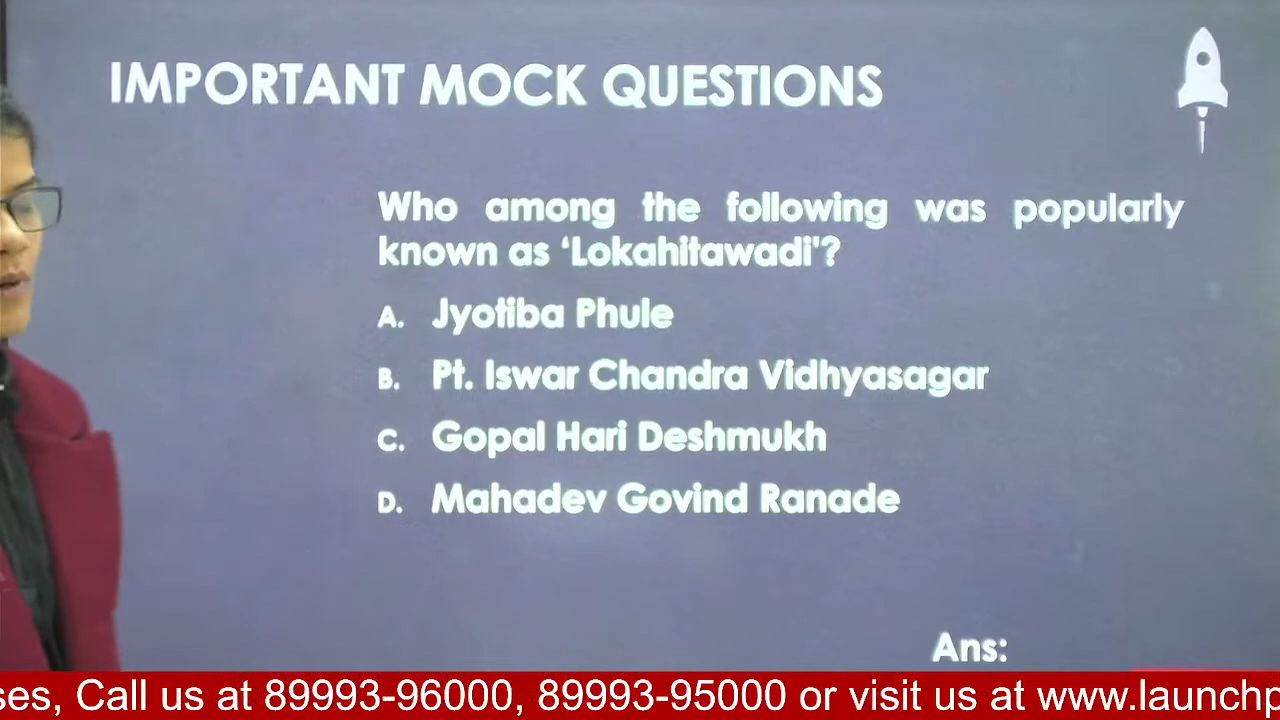 IMPORTANT MOCK QUESTIONS
Who among the following was popularly
known as ‘Lokahitawadi'?
A. Jyotiba Phule
B. Pt. Iswar Chandra Vidhyasagar
C. Gopal Hari Deshmukh
D. Mahadev Govind Ranade
Ans:
ses, Call us at 89993-96000, 89993-95000 or visit us at www.launchp